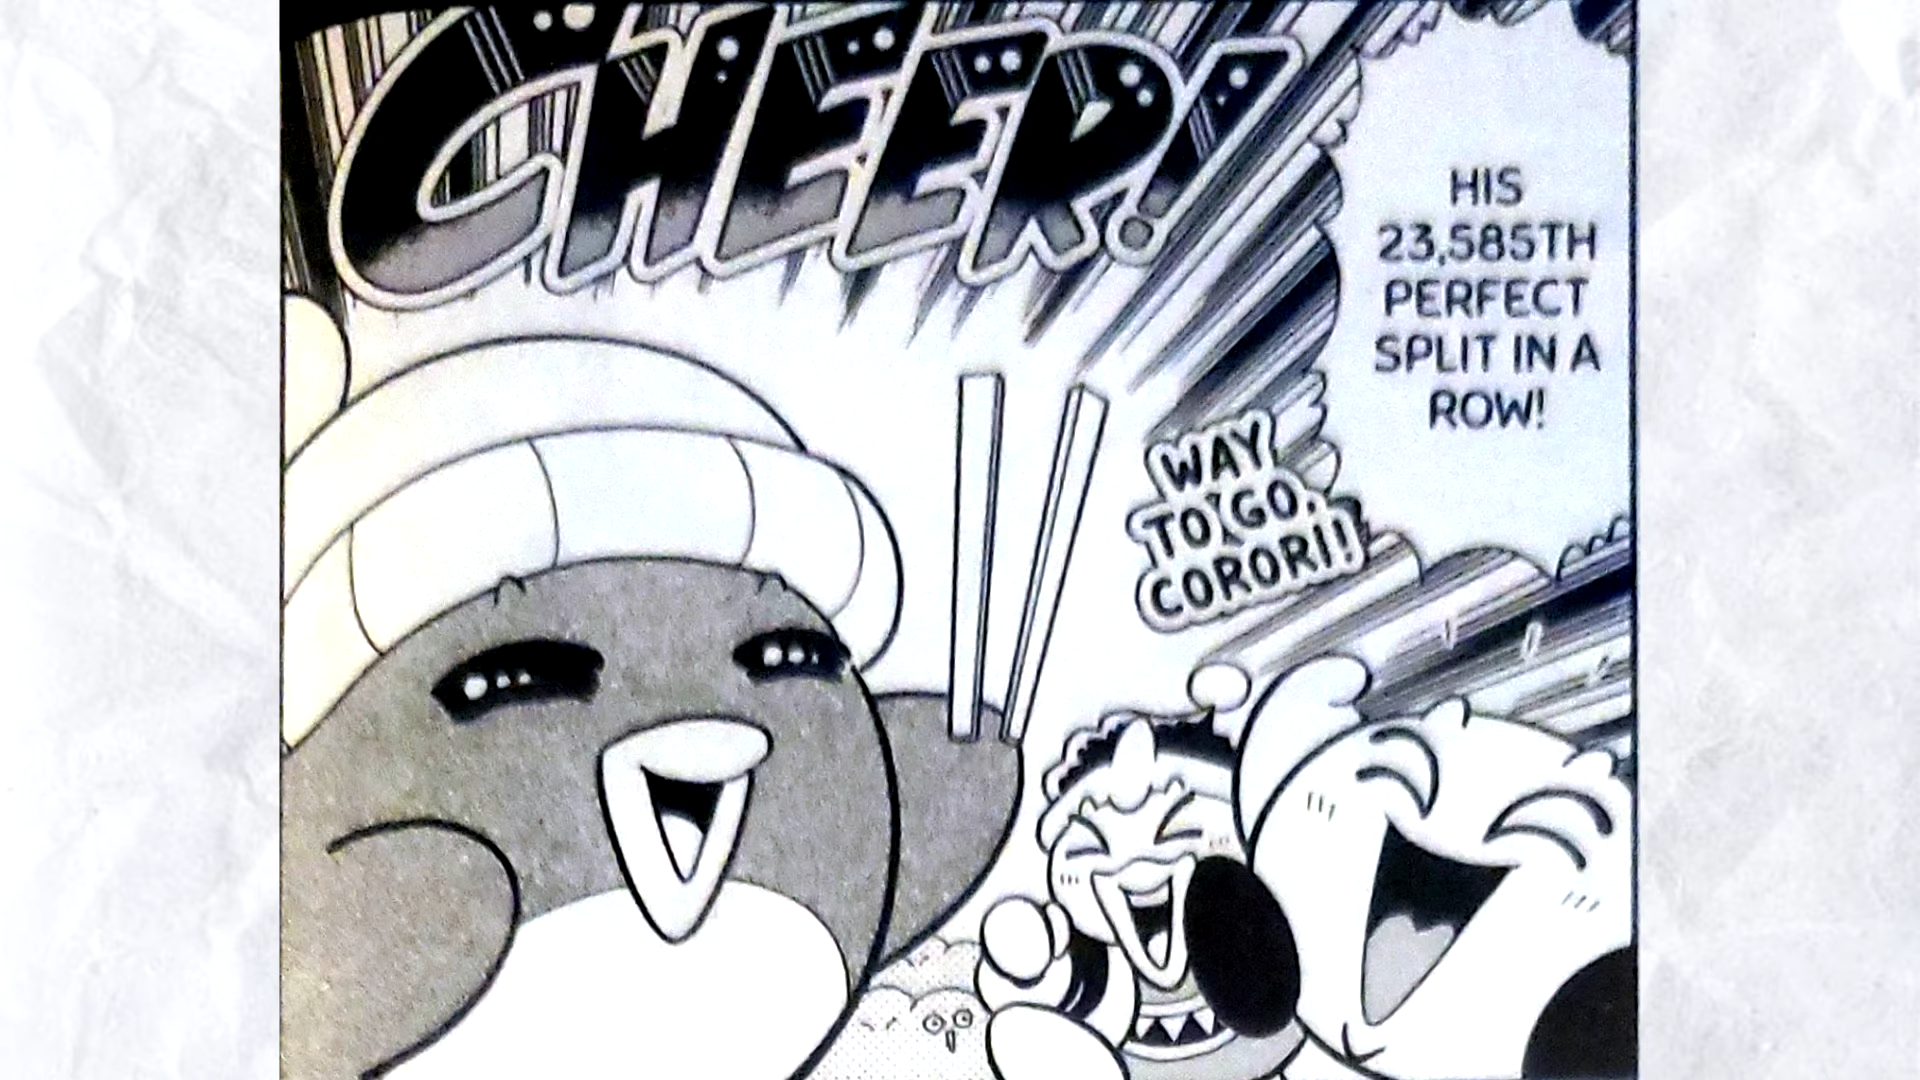 CHEER!
HIS
23,585TH
PERFECT
SPLIT IN A
ROW!
WAY
TO GO,
CORORI!